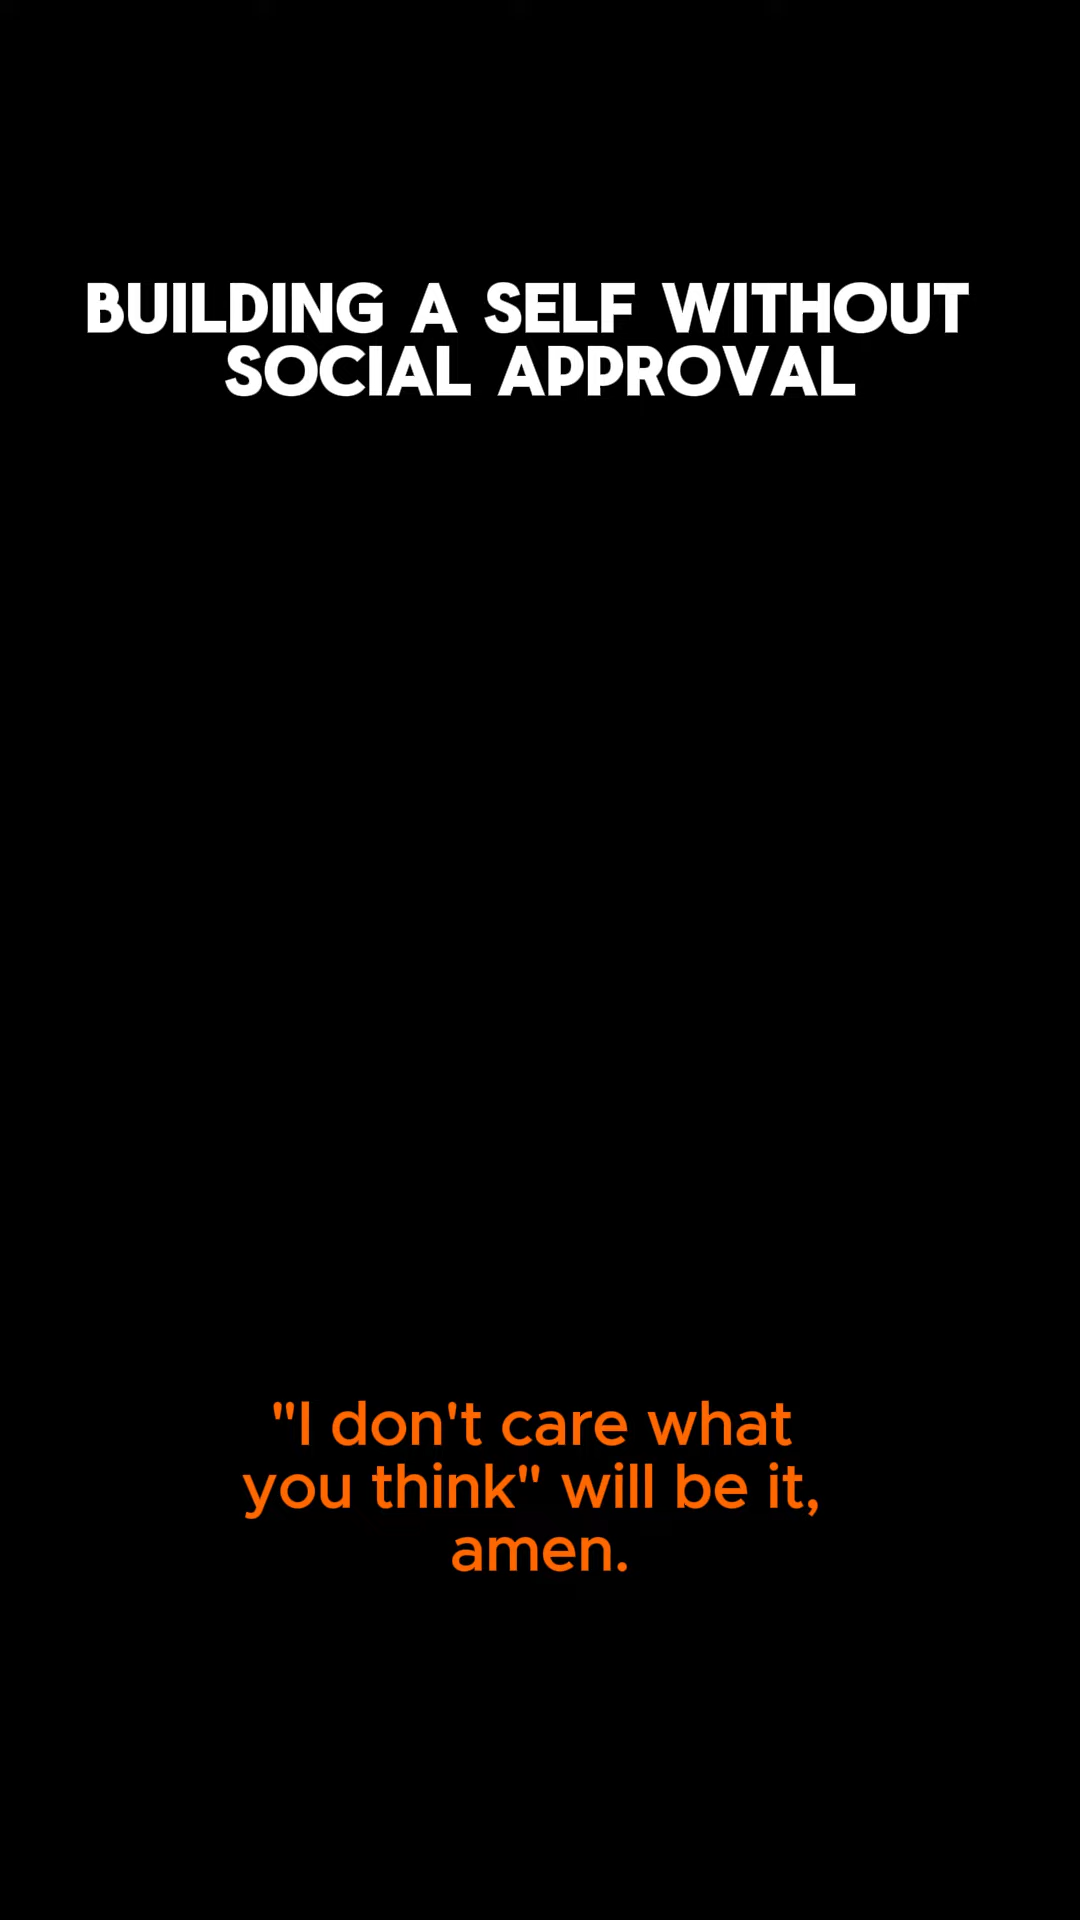 BUILDING A SELF WITHOUT
SOCIAL APPROVAL
"I don't care what
you think" will be it,
amen.